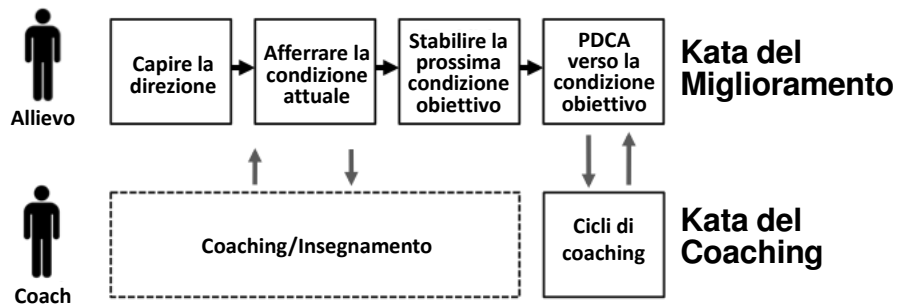 Allievo
Capire la
direzione
Afferrare la
condizione
attuale
Stabilire la
prossima
condizione
obiettivo
PDCA
verso la
condizione
obiettivo
Kata del
Miglioramento
Coach
Coaching/Insegnamento
Cicli di
coaching
Kata del
Coaching